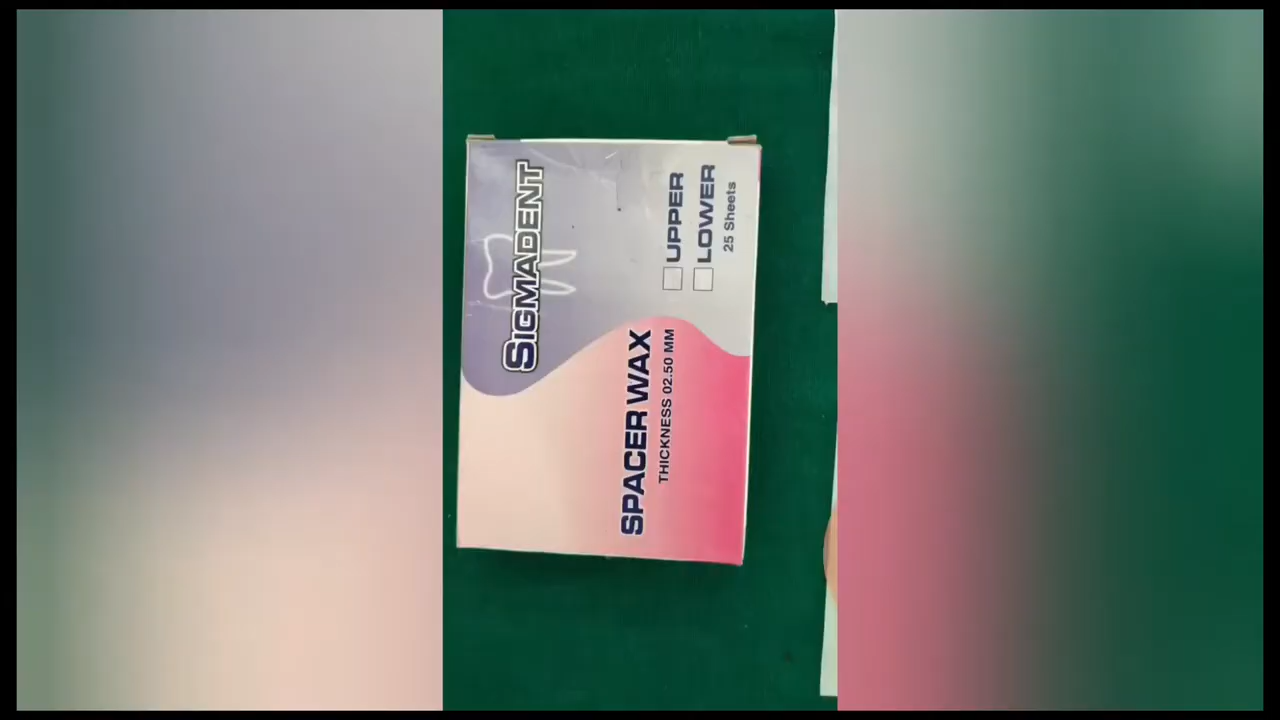 SIGMADENT
SPACER WAX
THICKNESS 02.50 MM
UPPER
LOWER
25 Sheets